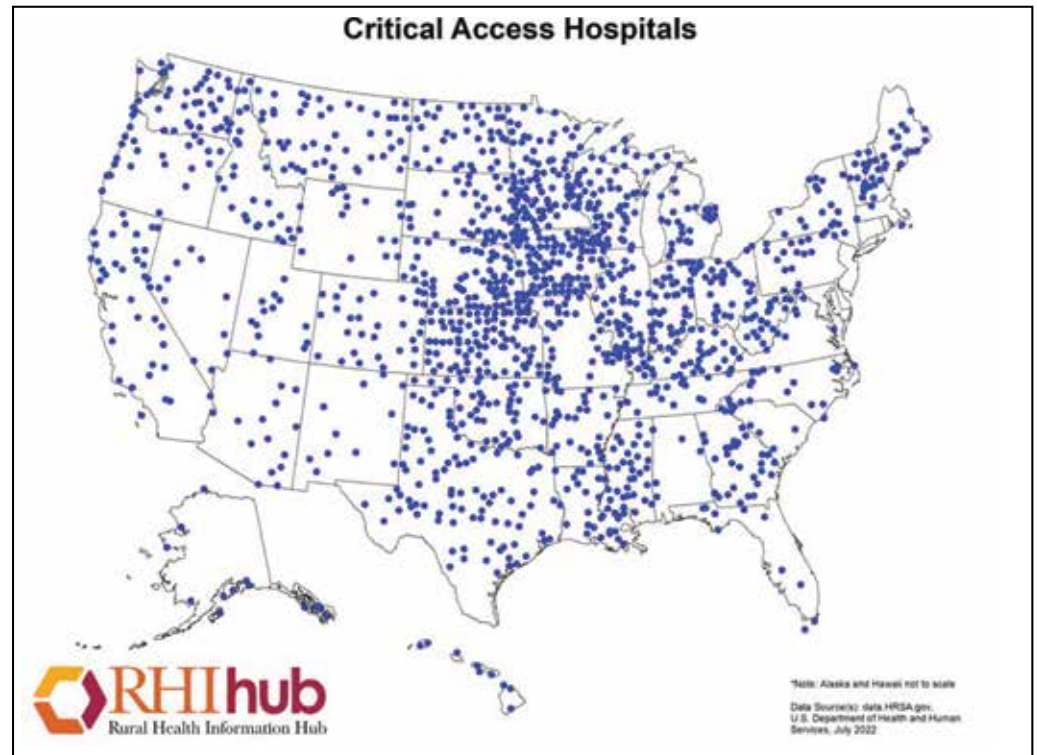 Critical Access Hospitals
RHIhub
Rural Health Information Hub
*Note: Alaska and Hawaii not to scale
Data Source(s): data.HRSA.gov,
U.S. Department of Health and Human
Services, July 2022